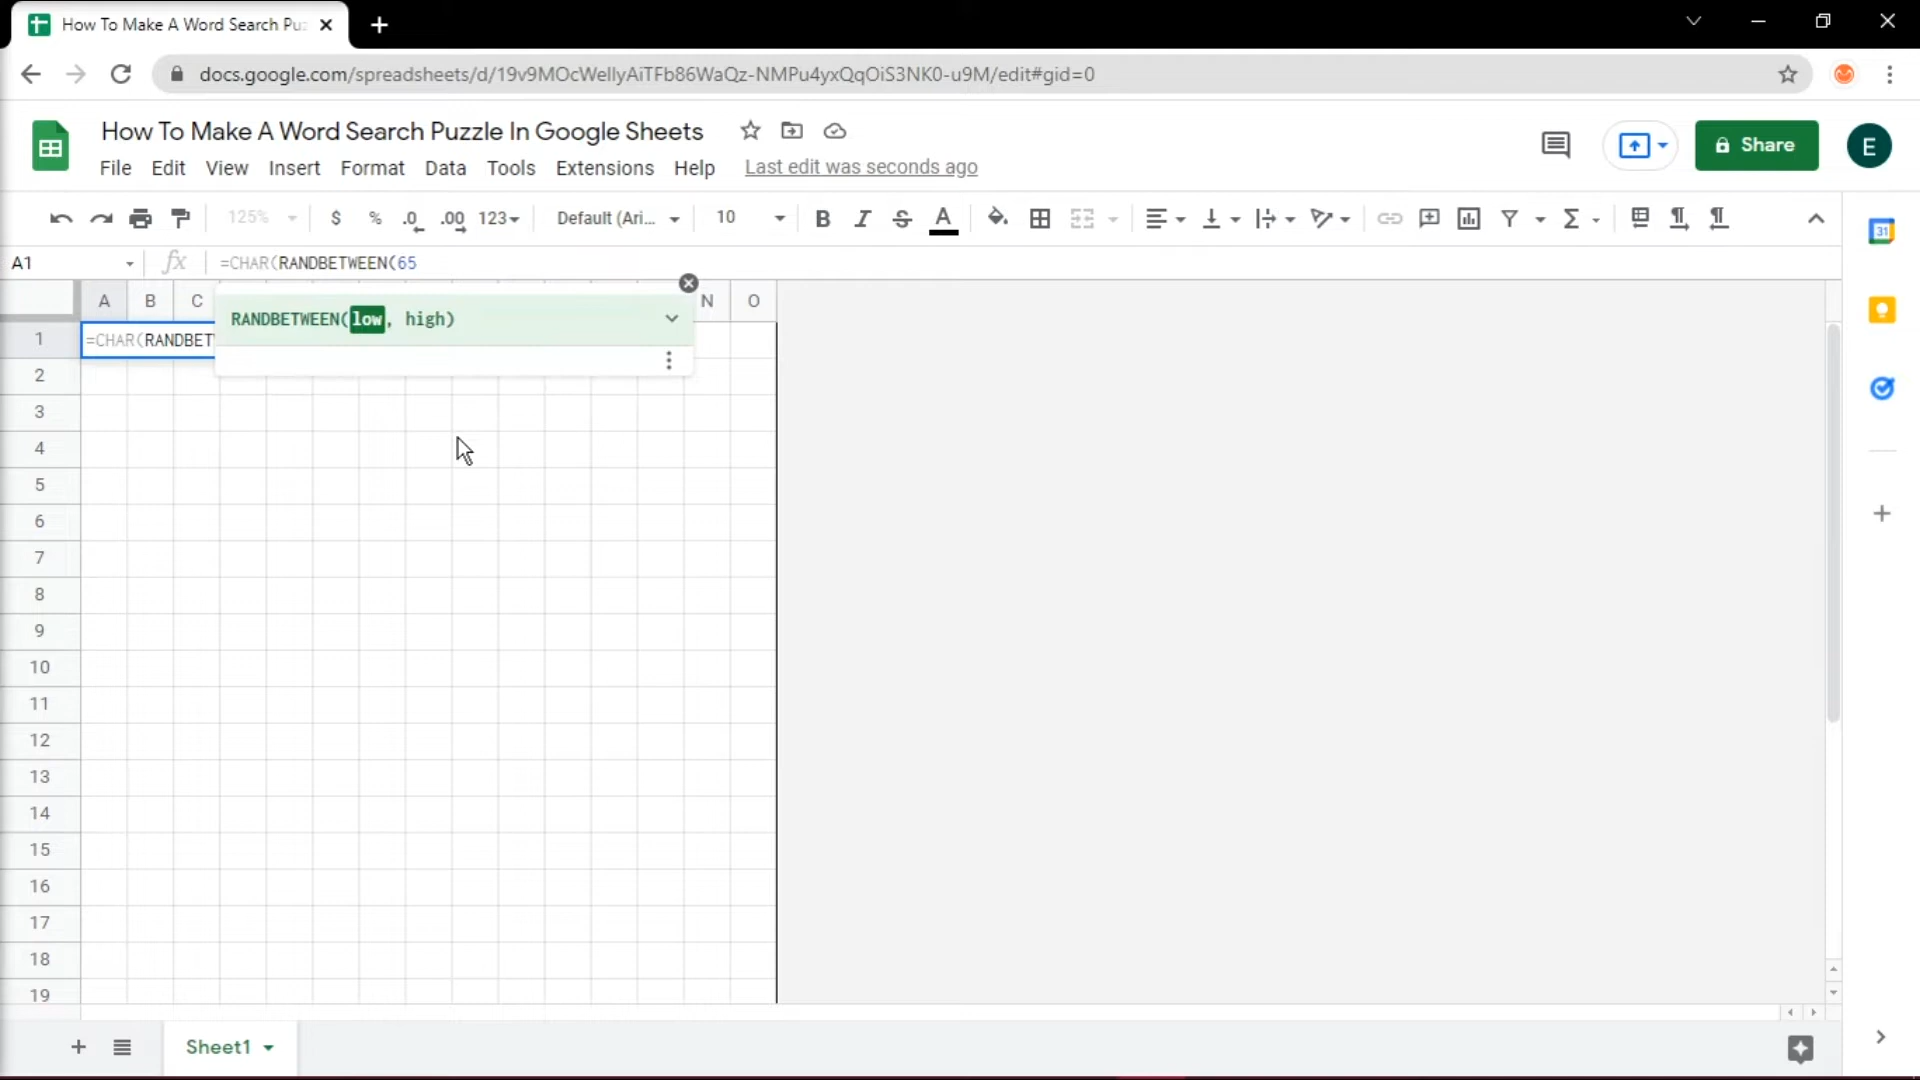 How To Make A Word Search Puz
docs.google.com/spreadsheets/d/19v9MOcWellyAiTFb86WaQz-NMPu4yxQqOiS3NK0-u9M/edit#gid=0
How To Make A Word Search Puzzle In Google Sheets
File Edit View Insert Format Data Tools Extensions Help Last edit was seconds ago
Share
E
125% $ % .0 .00 123 Default (Ari... 10 B I S A
31
A1 fx =CHAR(RANDBETWEEN(65
A B C N O
RANDBETWEEN(low, high)
1 =CHAR(RANDBET
2
3
4
5
6
7
8
9
10
11
12
13
14
15
16
17
18
19
Sheet1